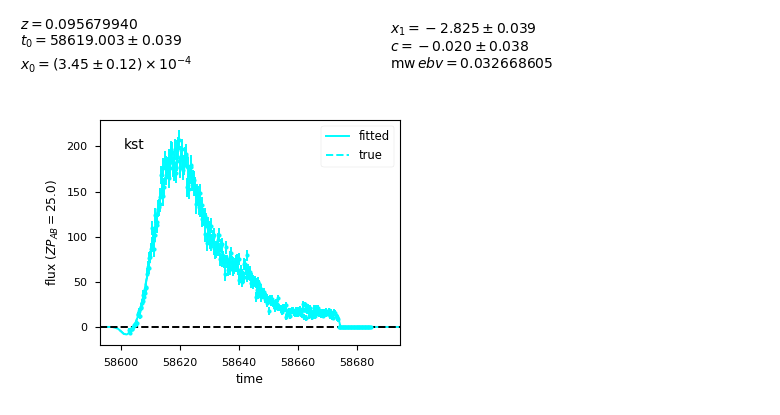 z = 0.095679940
t₀ = 58619.003 ± 0.039
x₀ = (3.45 ± 0.12) × 10⁻⁴
x₁ = −2.825 ± 0.039
c = −0.020 ± 0.038
mw ebv = 0.032668605
kst
fitted
true
200
150
100
50
0
flux (ZP_AB = 25.0)
58600 58620 58640 58660 58680
time